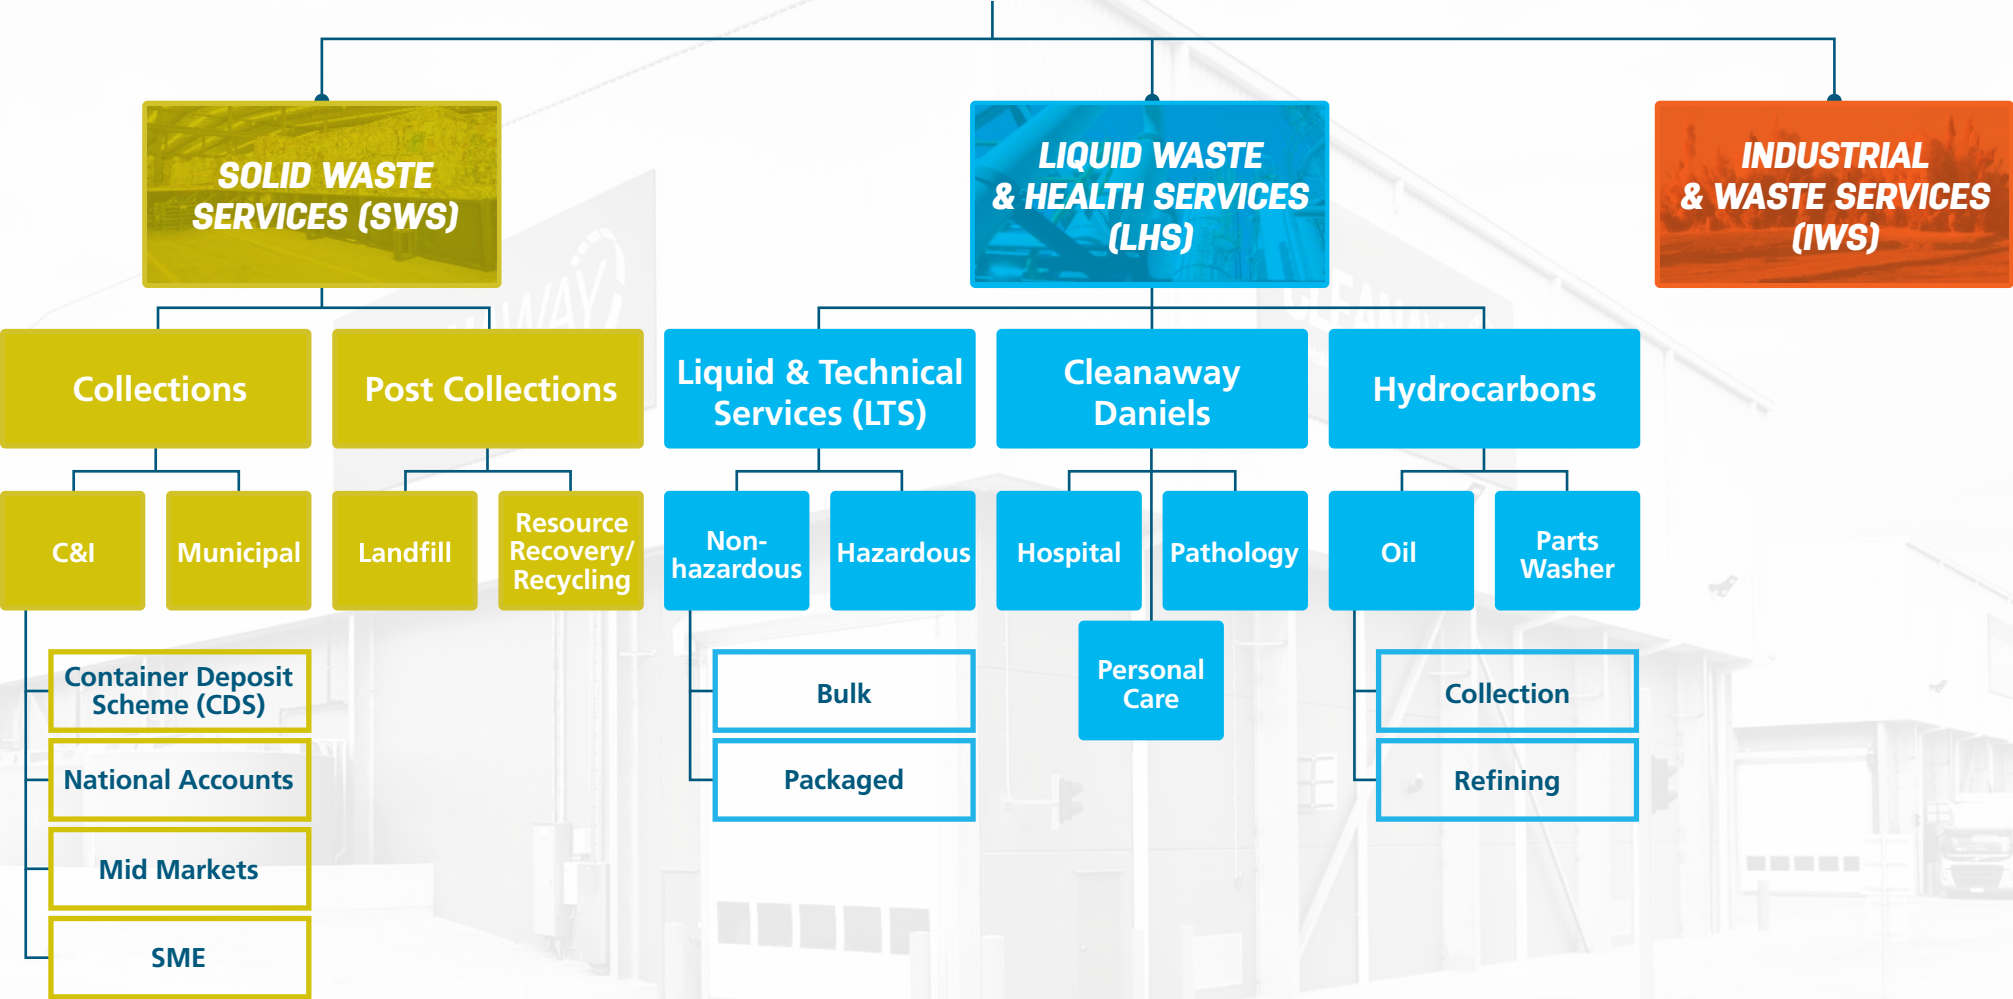 SOLID WASTE
SERVICES (SWS)
LIQUID WASTE
& HEALTH SERVICES
(LHS)
INDUSTRIAL
& WASTE SERVICES
(IWS)
Collections
Post Collections
Liquid & Technical
Services (LTS)
Cleanaway
Daniels
Hydrocarbons
C&I
Municipal
Landfill
Resource
Recovery/
Recycling
Non-
hazardous
Hazardous
Hospital
Pathology
Oil
Parts
Washer
Container Deposit
Scheme (CDS)
National Accounts
Mid Markets
SME
Bulk
Packaged
Personal
Care
Collection
Refining